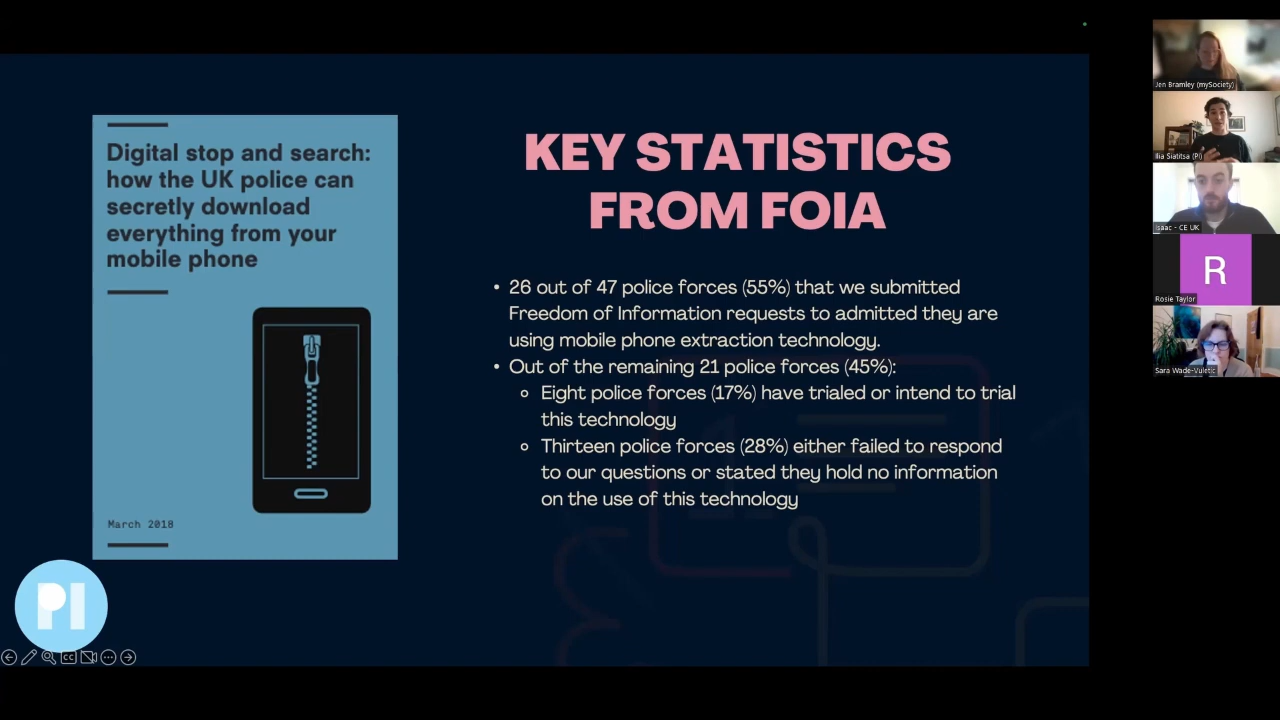 Digital stop and search:
how the UK police can
secretly download
everything from your
mobile phone
March 2018
PI
KEY STATISTICS
FROM FOIA
• 26 out of 47 police forces (55%) that we submitted
Freedom of Information requests to admitted they are
using mobile phone extraction technology.
• Out of the remaining 21 police forces (45%):
Eight police forces (17%) have trialed or intend to trial
this technology
Thirteen police forces (28%) either failed to respond
to our questions or stated they hold no information
on the use of this technology
CC
Jen Bramley (mySociety)
Ilia Siatitsa (PI)
Isaac - CE UK
R
Rosie Taylor
Sara Wade-Vuletic